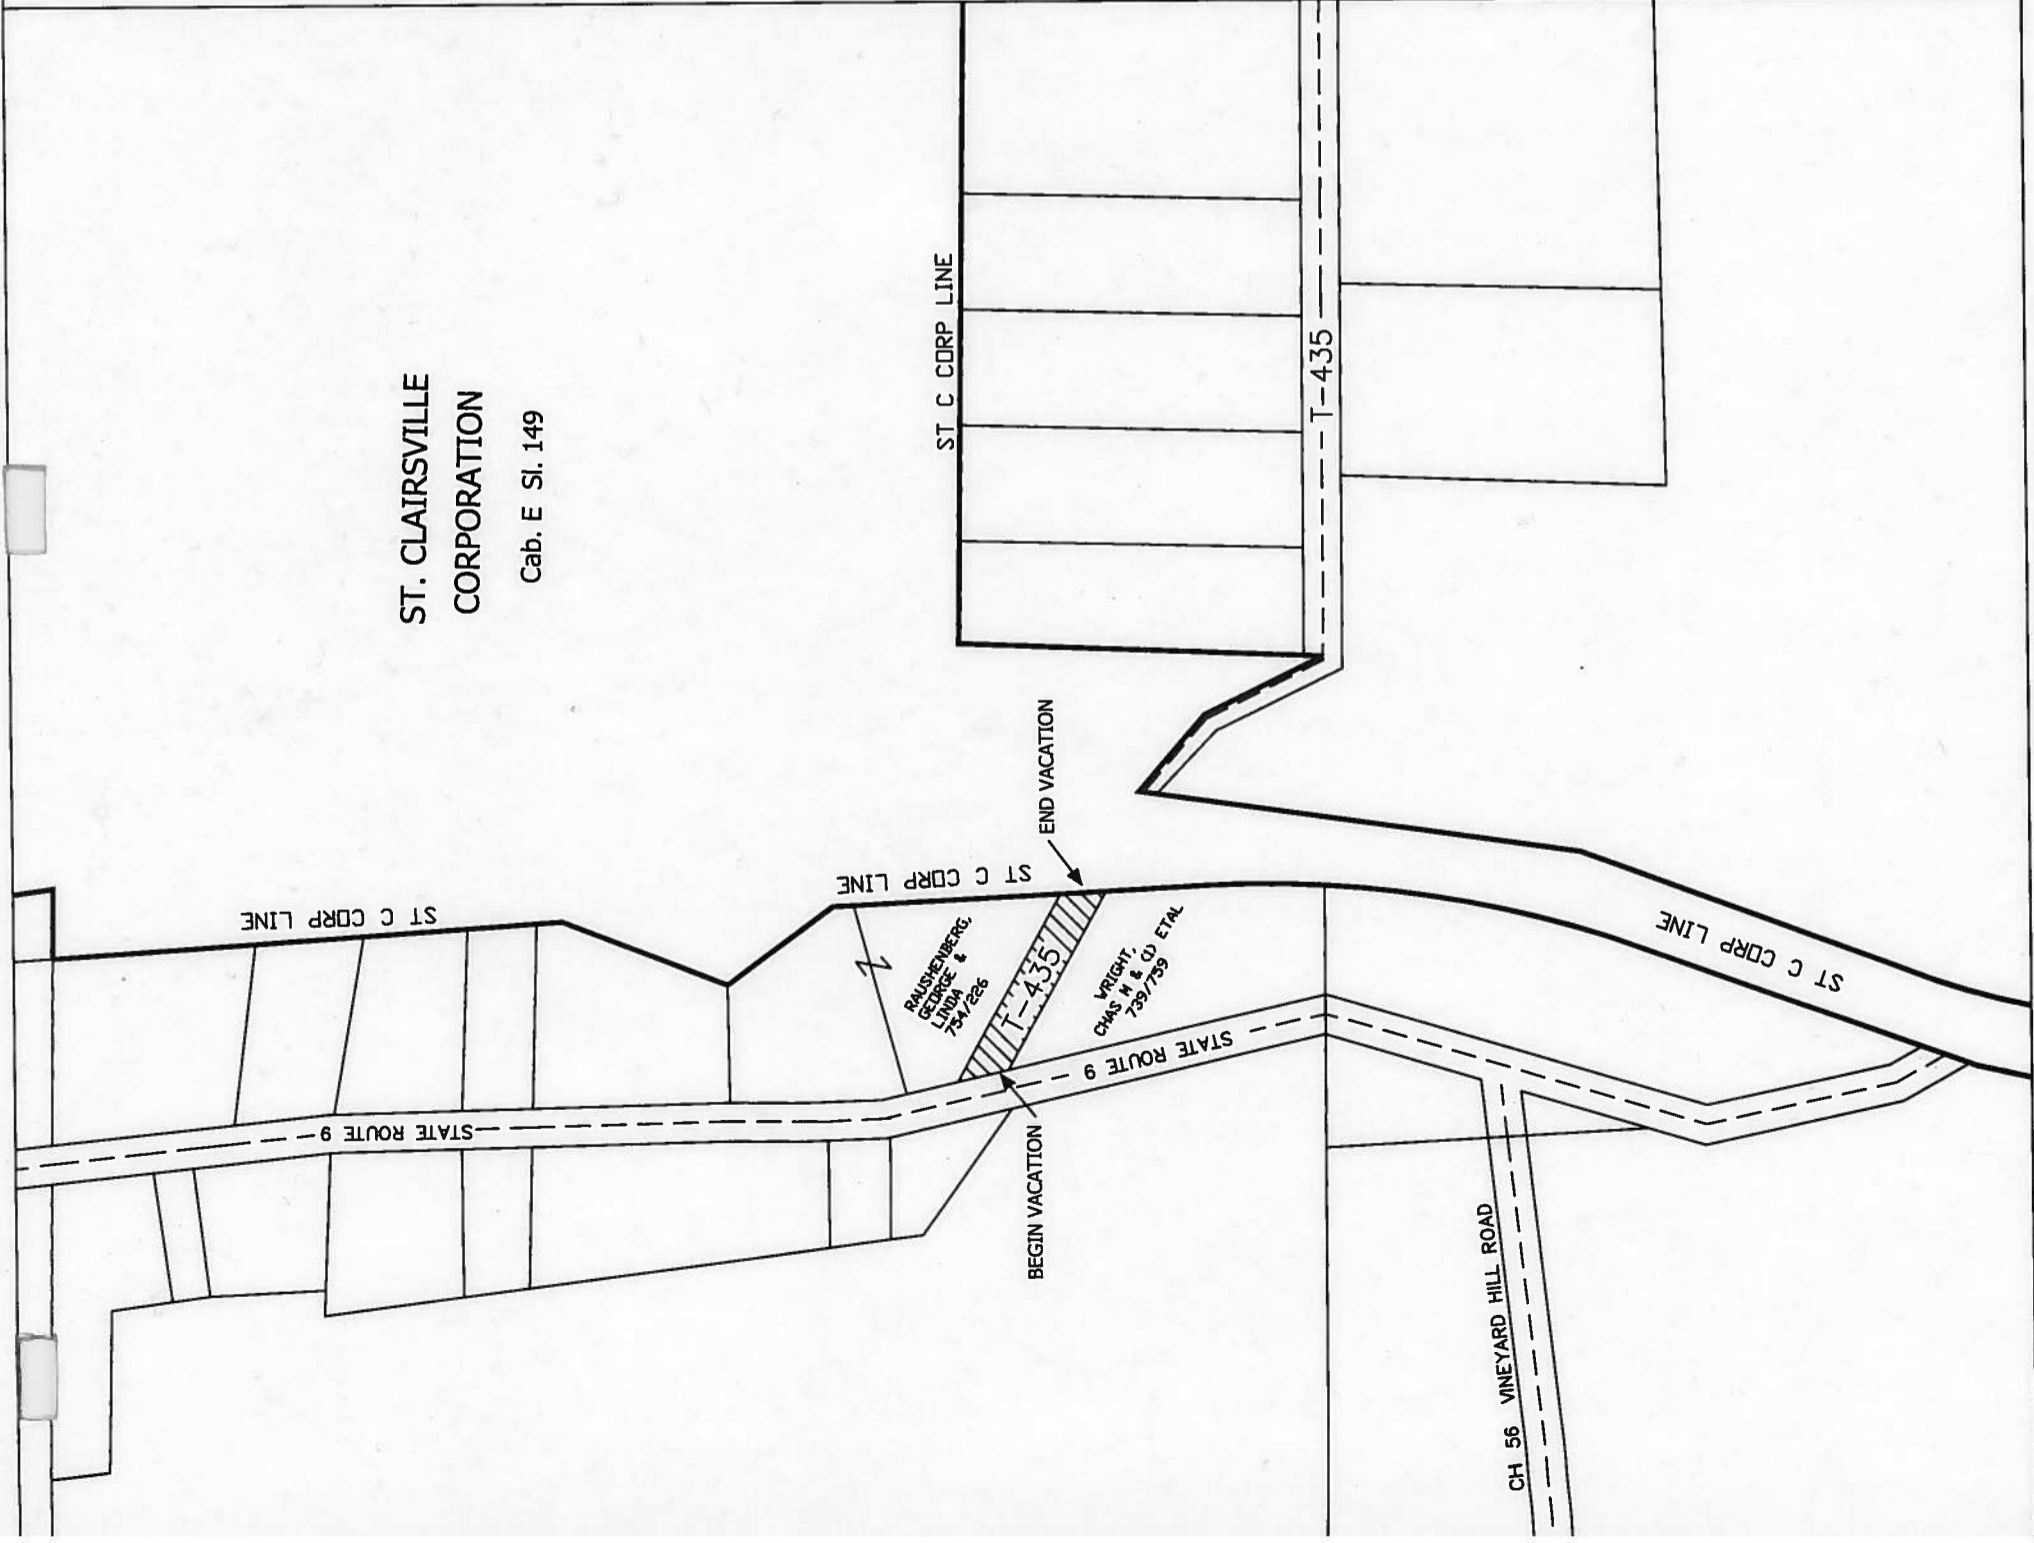 ST. CLAIRSVILLE
CORPORATION
Cab. E Sl. 149
ST C CORP LINE
T-435
END VACATION
ST C CORP LINE
ST C CORP LINE
RAUSHENBERG,
GEORGE &
LINDA
754/226
T-435
WRIGHT,
CHAS M & (1) ETAL
739/759
STATE ROUTE 9
STATE ROUTE 9
BEGIN VACATION
ST C CORP LINE
CH 56 VINEYARD HILL ROAD